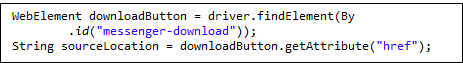 WebElement downloadButton = driver.findElement(By
.id("messenger-download"));
String sourceLocation = downloadButton.getAttribute("href");